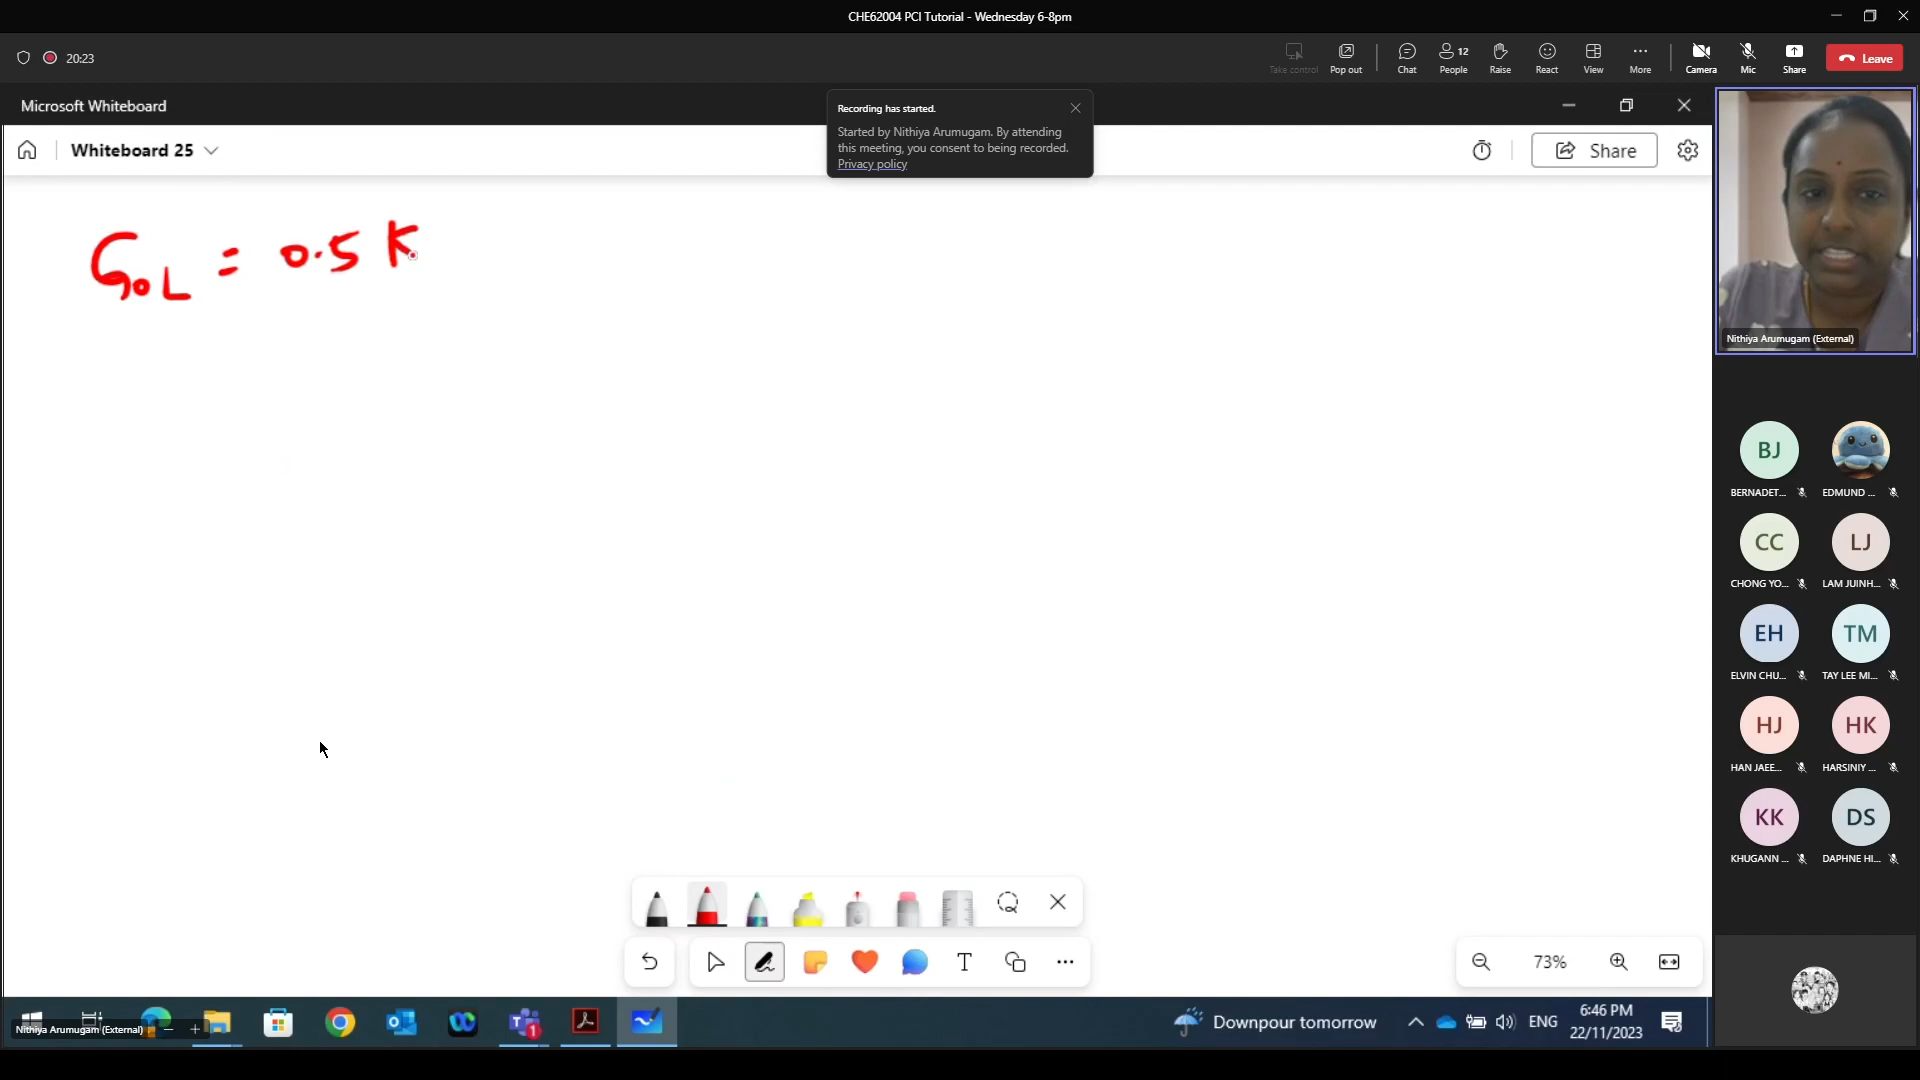 CHE62004 PCI Tutorial - Wednesday 6-8pm
20:23
Take control
Pop out
Chat
12
People
Raise
React
View
More
Camera
Mic
Share
Leave
Microsoft Whiteboard
Recording has started.
Started by Nithiya Arumugam. By attending
this meeting, you consent to being recorded.
Privacy policy
Whiteboard 25
Share
GOL = 0.5 K
Nithiya Arumugam (External)
BJ
BERNADET...
EDMUND ...
CC
CHONG YO...
LJ
LAM JUINH...
EH
ELVIN CHU...
TM
TAY LEE MI...
HJ
HAN JAEE...
HK
HARSINIY ...
KK
KHUGANN ...
DS
DAPHNE HI...
T
73%
Nithiya Arumugam (External)
1
Downpour tomorrow
ENG
6:46 PM
22/11/2023